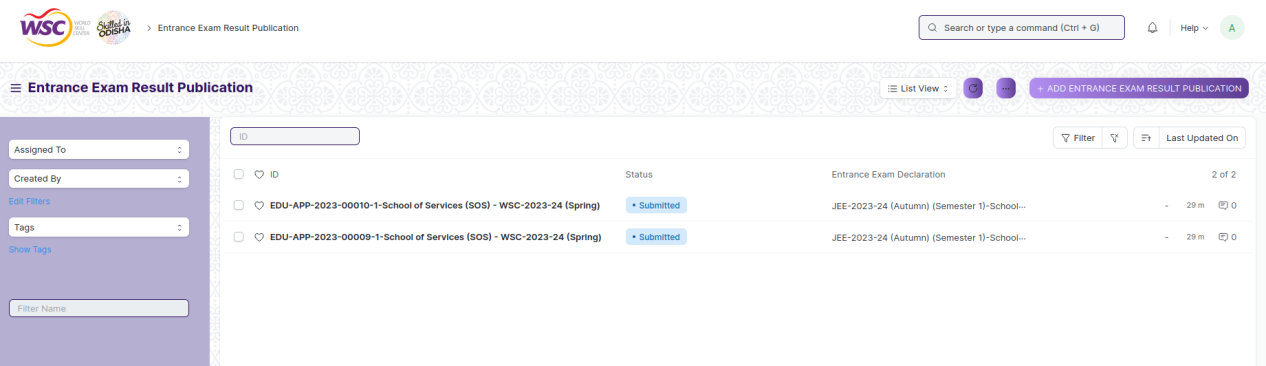 WSC WORLD SKILL CENTER Skilled in ODISHA > Entrance Exam Result Publication
Search or type a command (Ctrl + G)
Help
A
Entrance Exam Result Publication
List View
...
+ ADD ENTRANCE EXAM RESULT PUBLICATION
Assigned To
Created By
Edit Filters
Tags
Show Tags
Filter Name
ID
Filter
Last Updated On
ID Status Entrance Exam Declaration 2 of 2
EDU-APP-2023-00010-1-School of Services (SOS) - WSC-2023-24 (Spring) • Submitted JEE-2023-24 (Autumn) (Semester 1)-School... - 29 m 0
EDU-APP-2023-00009-1-School of Services (SOS) - WSC-2023-24 (Spring) • Submitted JEE-2023-24 (Autumn) (Semester 1)-School... - 29 m 0